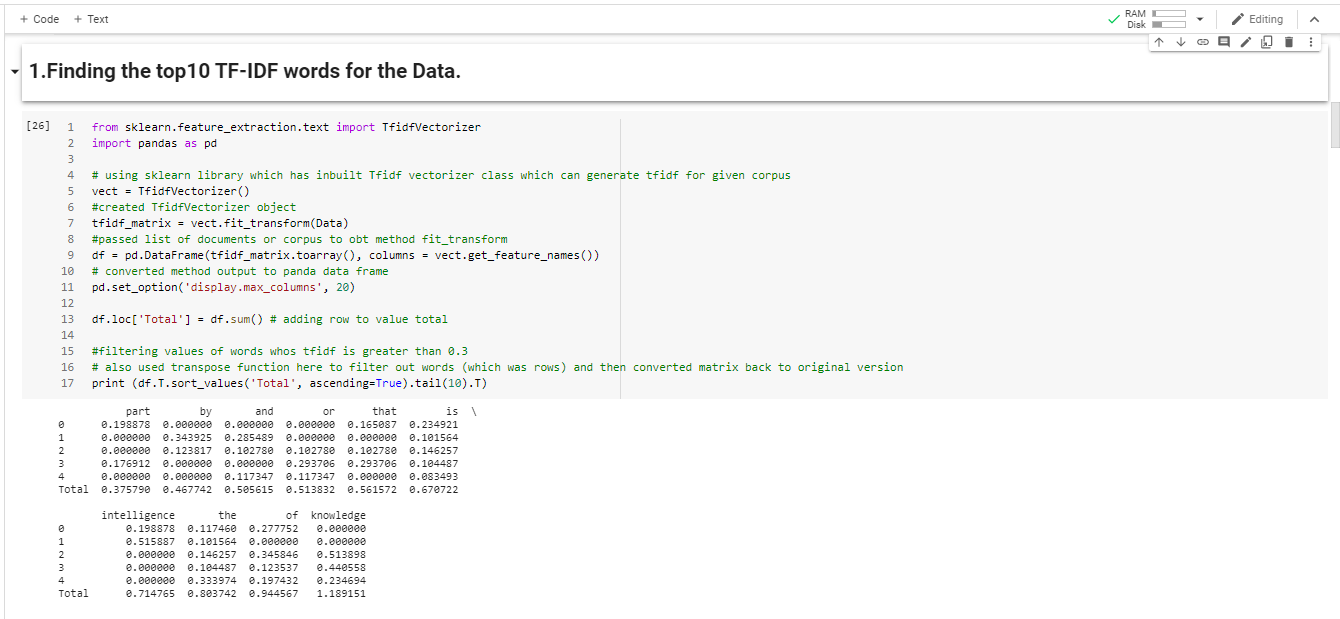 + Code + Text
RAM
Disk
Editing
1.Finding the top10 TF-IDF words for the Data.
[26] 1 from sklearn.feature_extraction.text import TfidfVectorizer
2 import pandas as pd
3
4 # using sklearn library which has inbuilt Tfidf vectorizer class which can generate tfidf for given corpus
5 vect = TfidfVectorizer()
6 #created TfidfVectorizer object
7 tfidf_matrix = vect.fit_transform(Data)
8 #passed list of documents or corpus to obt method fit_transform
9 df = pd.DataFrame(tfidf_matrix.toarray(), columns = vect.get_feature_names())
10 # converted method output to panda data frame
11 pd.set_option('display.max_columns', 20)
12
13 df.loc['Total'] = df.sum() # adding row to value total
14
15 #filtering values of words whos tfidf is greater than 0.3
16 # also used transpose function here to filter out words (which was rows) and then converted matrix back to original version
17 print (df.T.sort_values('Total', ascending=True).tail(10).T)
part by and or that is \
0 0.198878 0.000000 0.000000 0.000000 0.165087 0.234921
1 0.000000 0.343925 0.285489 0.000000 0.000000 0.101564
2 0.000000 0.123817 0.102780 0.102780 0.102780 0.146257
3 0.176912 0.000000 0.000000 0.293706 0.293706 0.104487
4 0.000000 0.000000 0.117347 0.117347 0.000000 0.083493
Total 0.375790 0.467742 0.505615 0.513832 0.561572 0.670722
intelligence the of knowledge
0 0.198878 0.117460 0.277752 0.000000
1 0.515887 0.101564 0.000000 0.000000
2 0.000000 0.146257 0.345846 0.513898
3 0.000000 0.104487 0.123537 0.440558
4 0.000000 0.333974 0.197432 0.234694
Total 0.714765 0.803742 0.944567 1.189151